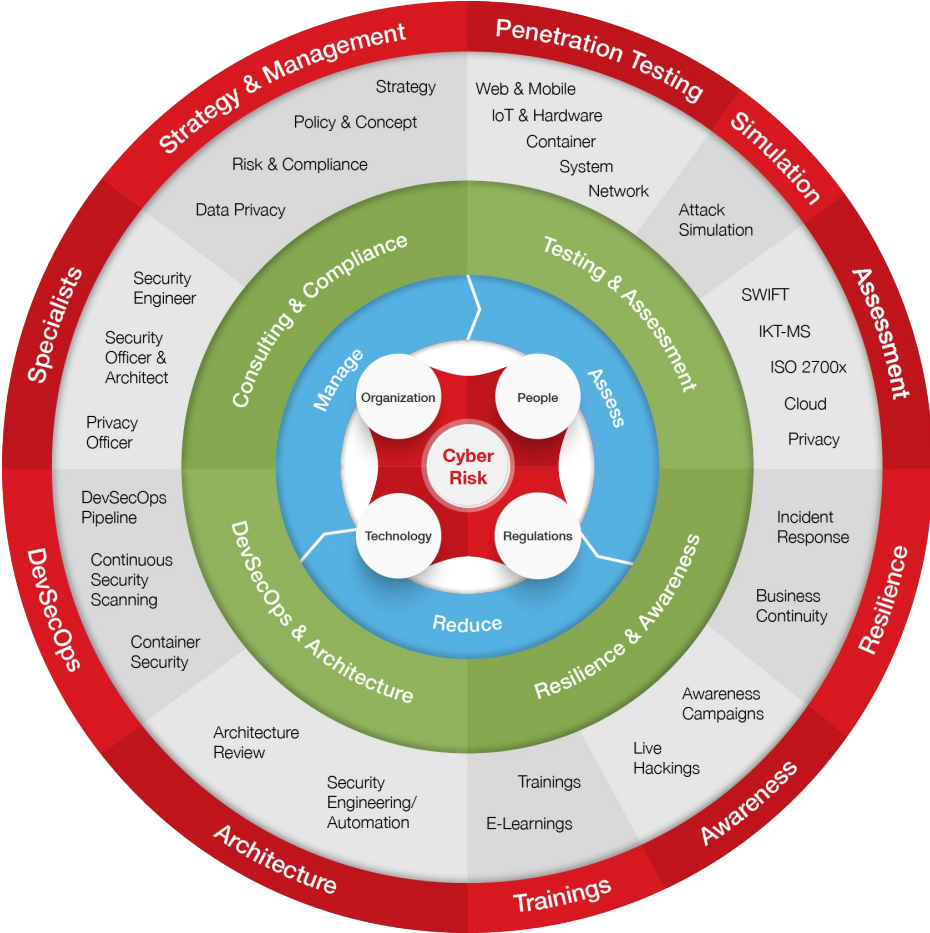 Strategy & Management
Penetration Testing
Simulation
Assessment
Resilience
Awareness
Trainings
Architecture
DevSecOps
Specialists
Strategy
Policy & Concept
Risk & Compliance
Data Privacy
Web & Mobile
IoT & Hardware
Container
System
Network
Attack
Simulation
SWIFT
IKT-MS
ISO 2700x
Cloud
Privacy
Incident
Response
Business
Continuity
Awareness
Campaigns
Live
Hackings
Trainings
E-Learnings
Security
Engineering/
Automation
Architecture
Review
Container
Security
Continuous
Security
Scanning
DevSecOps
Pipeline
Privacy
Officer
Security
Officer &
Architect
Security
Engineer
Consulting & Compliance
Testing & Assessment
Resilience & Awareness
DevSecOps & Architecture
Manage
Assess
Reduce
Organization
People
Cyber
Risk
Technology
Regulations